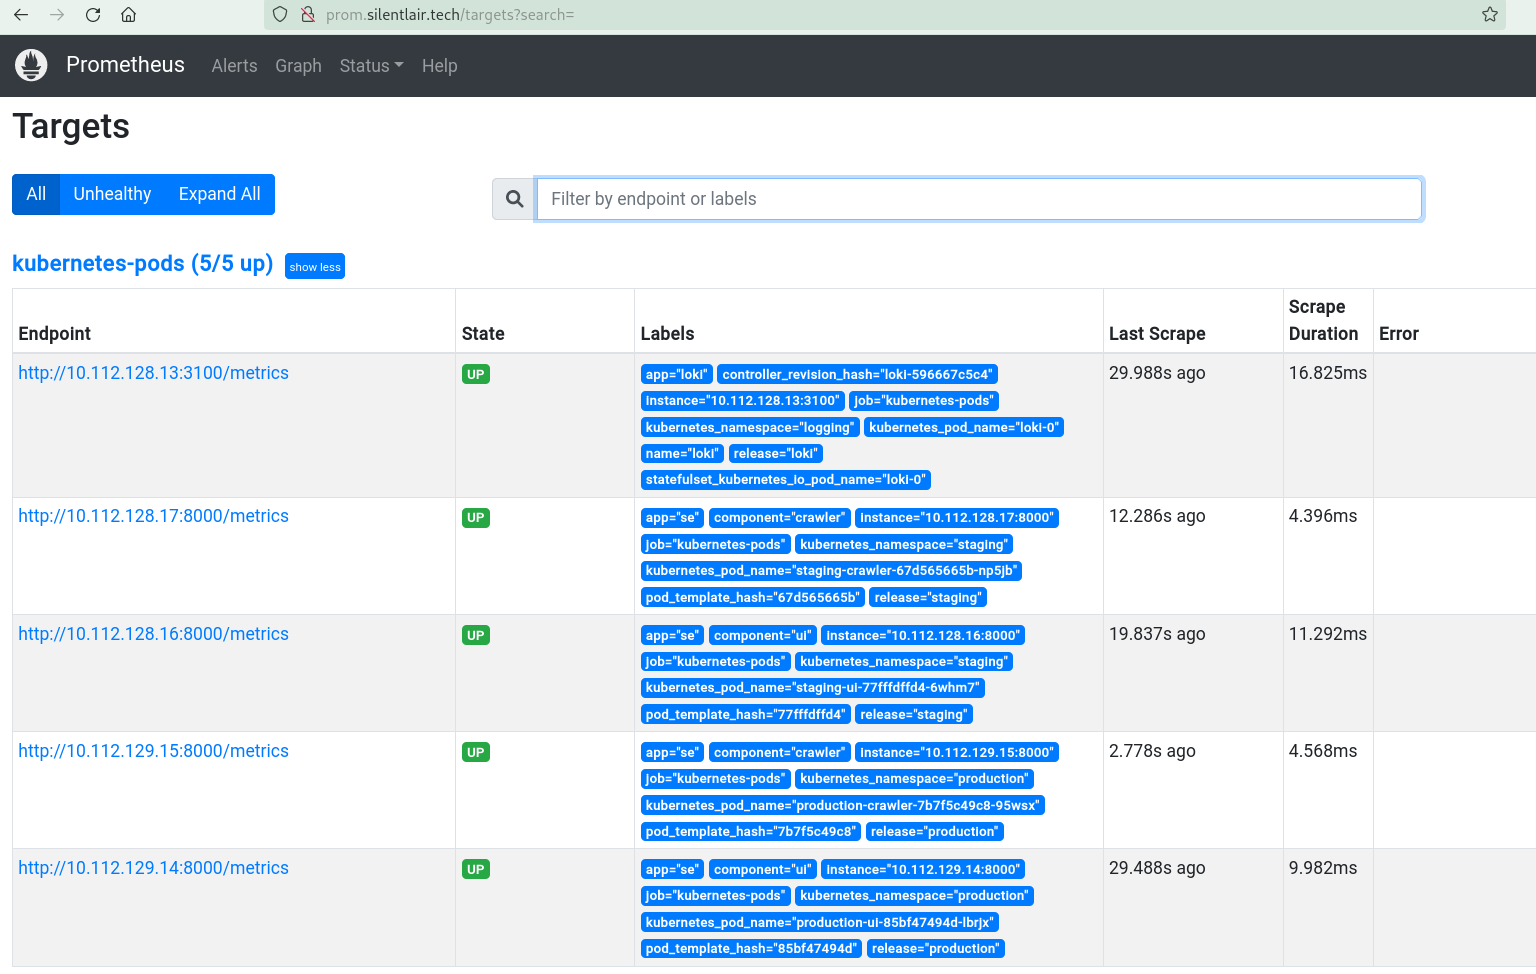 prom.silentlair.tech/targets?search=
Prometheus Alerts Graph Status Help
Targets
All Unhealthy Expand All Filter by endpoint or labels
kubernetes-pods (5/5 up) show less
Endpoint State Labels Last Scrape Scrape Duration Error
http://10.112.128.13:3100/metrics UP app="loki" controller_revision_hash="loki-596667c5c4" 29.988s ago 16.825ms
instance="10.112.128.13:3100" job="kubernetes-pods"
kubernetes_namespace="logging" kubernetes_pod_name="loki-0"
name="loki" release="loki"
statefulset_kubernetes_io_pod_name="loki-0"
http://10.112.128.17:8000/metrics UP app="se" component="crawler" instance="10.112.128.17:8000" 12.286s ago 4.396ms
job="kubernetes-pods" kubernetes_namespace="staging"
kubernetes_pod_name="staging-crawler-67d565665b-np5jb"
pod_template_hash="67d565665b" release="staging"
http://10.112.128.16:8000/metrics UP app="se" component="ui" instance="10.112.128.16:8000" 19.837s ago 11.292ms
job="kubernetes-pods" kubernetes_namespace="staging"
kubernetes_pod_name="staging-ui-77fffdffd4-6whm7"
pod_template_hash="77fffdffd4" release="staging"
http://10.112.129.15:8000/metrics UP app="se" component="crawler" instance="10.112.129.15:8000" 2.778s ago 4.568ms
job="kubernetes-pods" kubernetes_namespace="production"
kubernetes_pod_name="production-crawler-7b7f5c49c8-95wsx"
pod_template_hash="7b7f5c49c8" release="production"
http://10.112.129.14:8000/metrics UP app="se" component="ui" instance="10.112.129.14:8000" 29.488s ago 9.982ms
job="kubernetes-pods" kubernetes_namespace="production"
kubernetes_pod_name="production-ui-85bf47494d-lbrjx"
pod_template_hash="85bf47494d" release="production"